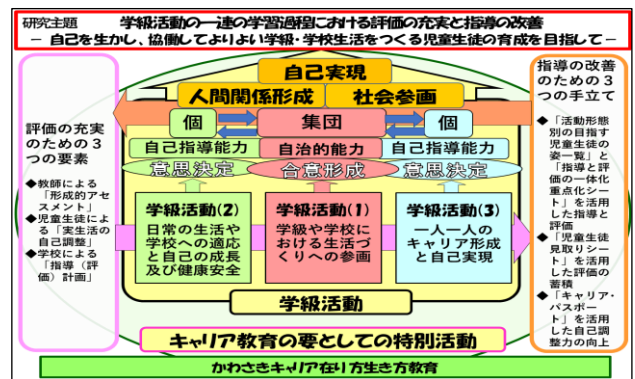 研究主題 学級活動の一連の学習過程における評価の充実と指導の改善
－ 自己を生かし、協働してよりよい学級・学校生活をつくる児童生徒の育成を目指して－
自己実現
人間関係形成 社会参画
個 集団 個
自己指導能力 自治的能力 自己指導能力
意思決定 合意形成 意思決定
評価の充実
のための３
つの要素
◆教師による
「形成的アセ
スメント」
◆児童生徒によ
る「実生活の
自己調整」
◆学校による
「指導（評
価）計画」
学級活動(2)
日常の生活や
学校への適応
と自己の成長
及び健康安全
学級活動(1)
学級や学校に
おける生活づ
くりへの参画
学級活動(3)
一人一人の
キャリア形成
と自己実現
指導の改善
のための３
つの手立て
◆「活動形態
別の目指す
児童生徒の
姿一覧」と
「指導と評
価の一体化
重点化シー
ト」を活用
した指導と
評価
◆「児童生徒
見取りシー
ト」を活用
した評価の
蓄積
◆「キャリア・
パスポー
ト」を活用
した自己調
整力の向上
学級活動
キャリア教育の要としての特別活動
かわさきキャリア在り方生き方教育